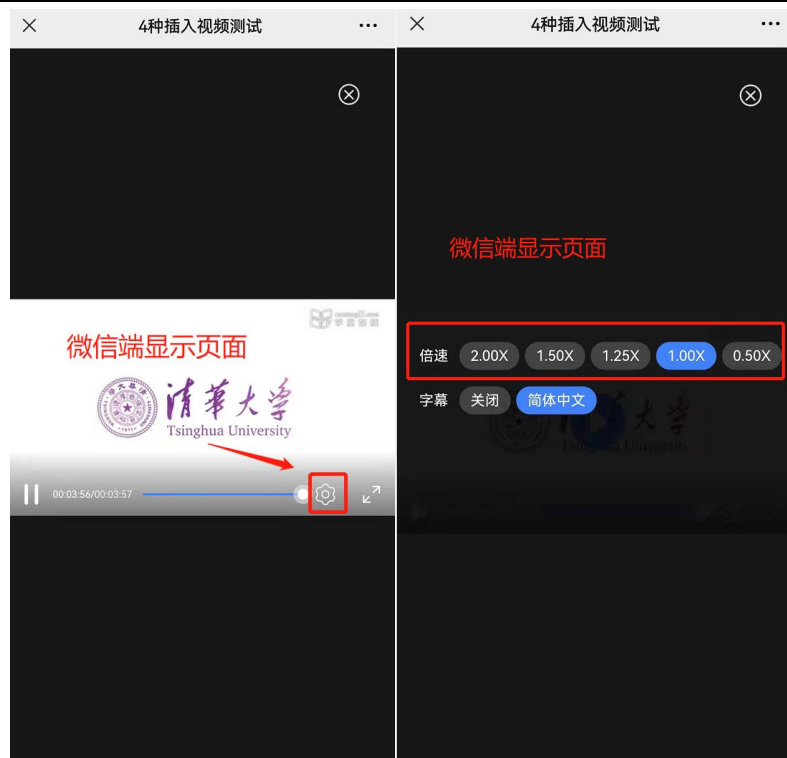 4种插入视频测试
微信端显示页面
清华大学
Tsinghua University
00:03:56/00:03:57
4种插入视频测试
微信端显示页面
倍速 2.00X 1.50X 1.25X 1.00X 0.50X
字幕 关闭 简体中文